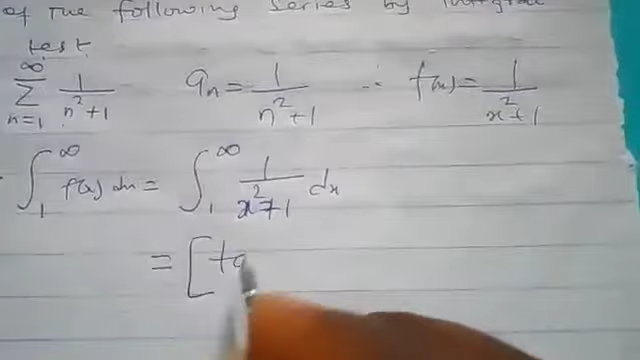 of the following series by integral
test
∑_{n=1}^{∞} 1/(n²+1) aₙ = 1/(n²+1) ∴ f(x) = 1/(x²+1)
∫₁^∞ f(x) dx = ∫₁^∞ 1/(x²+1) dx
= [ta